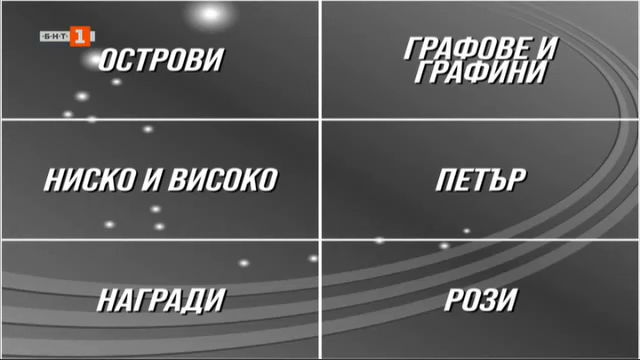 БНТ 1
ОСТРОВИ
ГРАФОВЕ И
ГРАФИНИ
НИСКО И ВИСОКО
ПЕТЪР
НАГРАДИ
РОЗИ